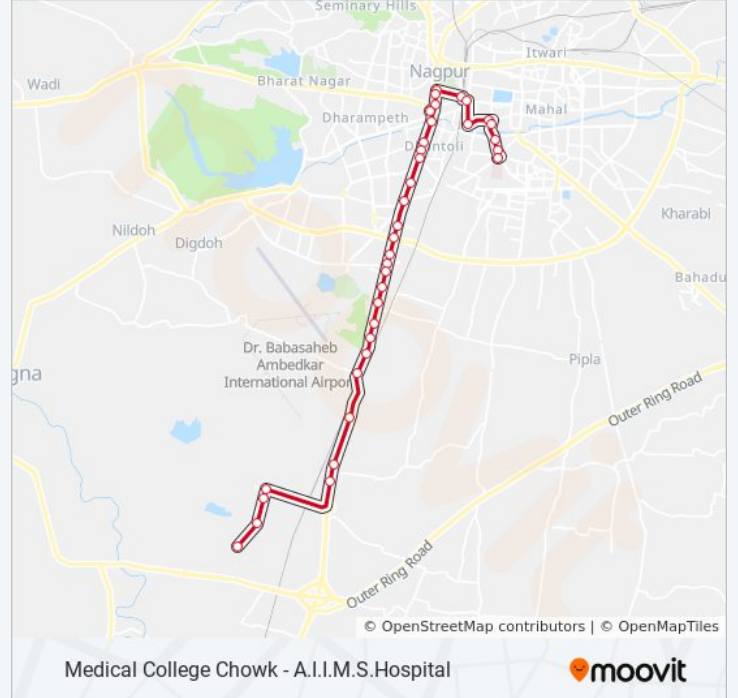 Seminary Hills
Itwari
Nagpur
Wadi
Bharat Nagar
Mahal
Dharampeth
Dhantoli
Kharabi
Nildoh
Digdoh
Bahadu
Dr. Babasaheb
Ambedkar
International Airpor
Pipla
gna
Outer Ring Road
Outer Ring Road
© OpenStreetMap contributors | © OpenMapTiles
Medical College Chowk - A.I.I.M.S.Hospital
moovit